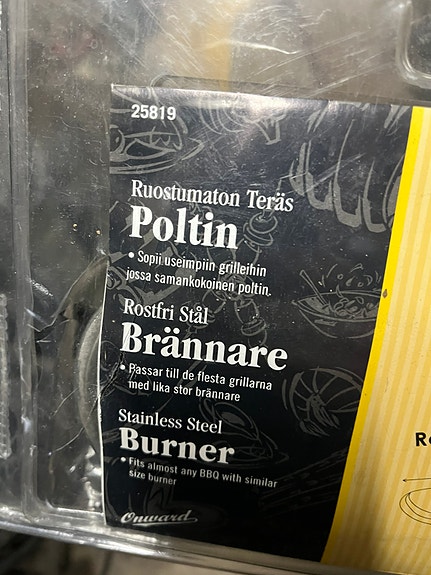 25819
Ruostumaton Teräs
Poltin
• Sopii useimpiin grilleihin
jossa samankokoinen poltin.
Rostfri Stål
Brännare
• Passar till de flesta grillarna
med lika stor brännare
Stainless Steel
Burner
• Fits almost any BBQ with similar
size burner
Onward